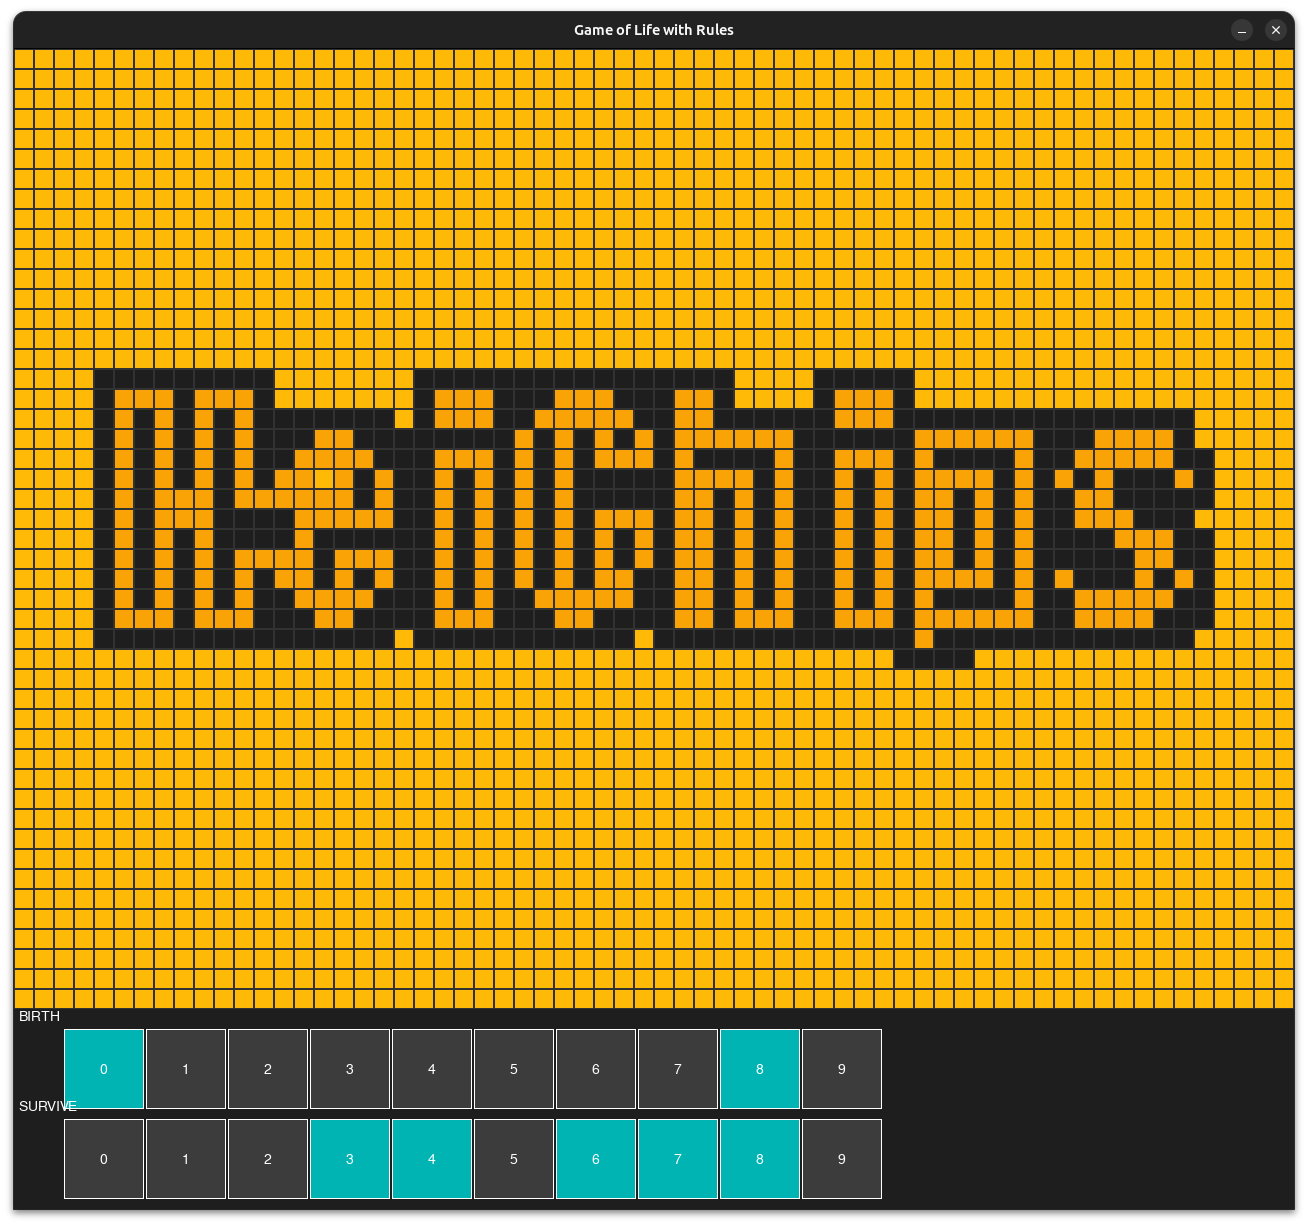 Game of Life with Rules
HeiChips
BIRTH
0 1 2 3 4 5 6 7 8 9
SURVIVE
0 1 2 3 4 5 6 7 8 9